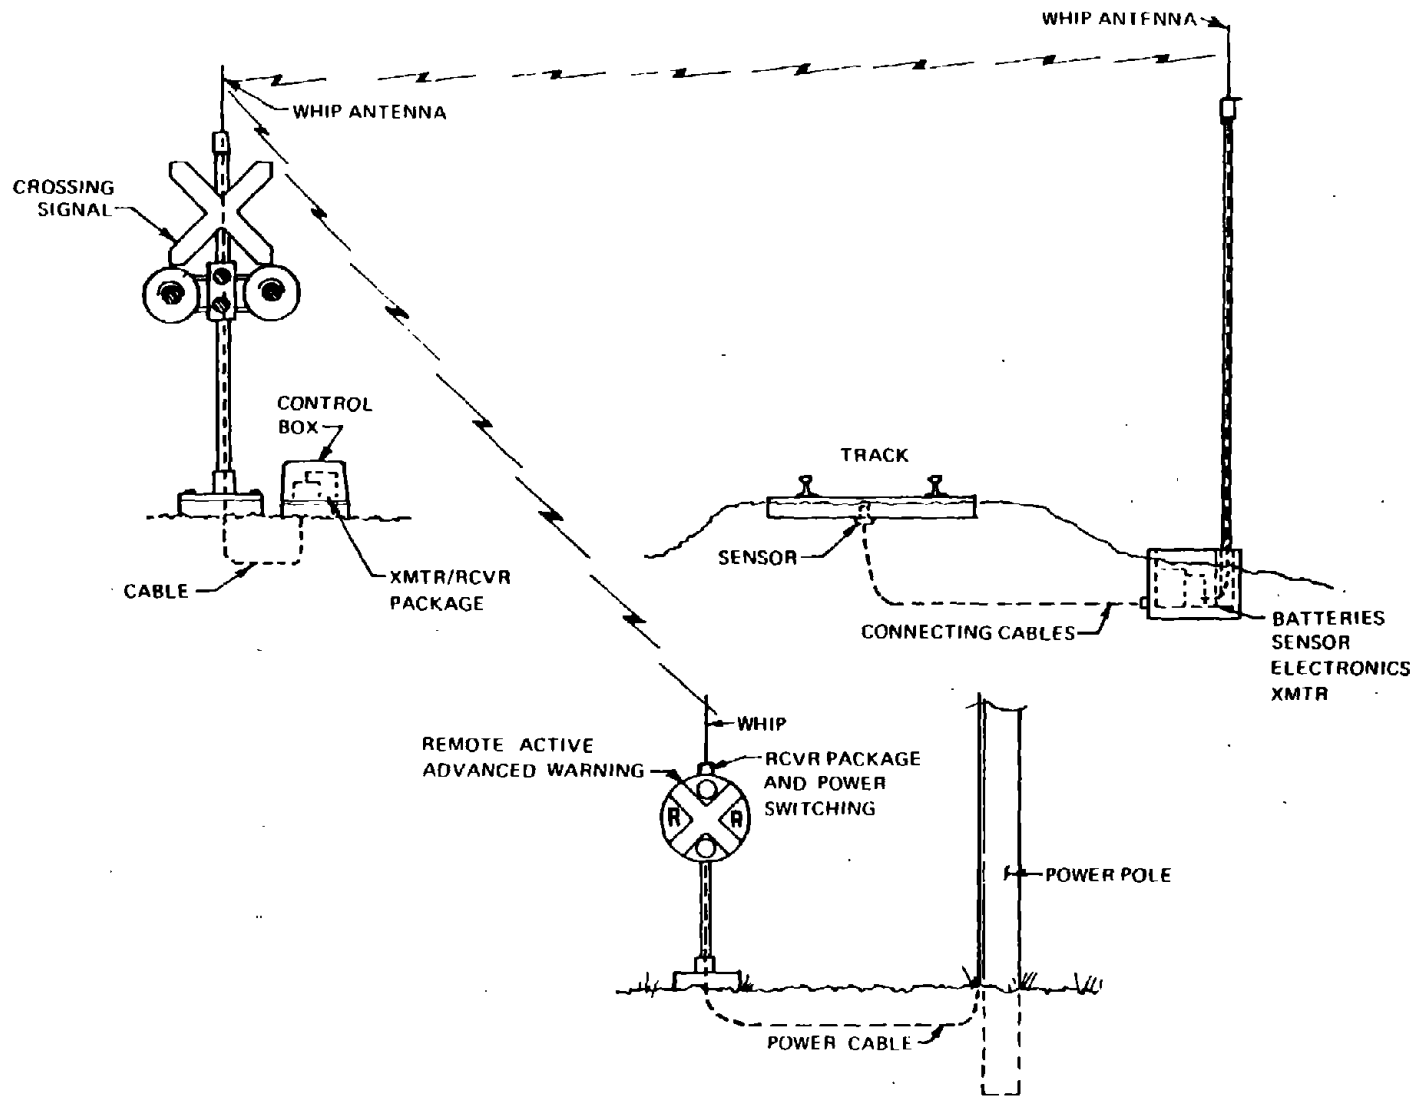 WHIP ANTENNA
WHIP ANTENNA
CROSSING
SIGNAL
CONTROL
BOX
TRACK
SENSOR
CABLE
XMTR/RCVR
PACKAGE
CONNECTING CABLES
BATTERIES
SENSOR
ELECTRONICS
XMTR
WHIP
REMOTE ACTIVE
ADVANCED WARNING
RCVR PACKAGE
AND POWER
SWITCHING
R R
POWER POLE
POWER CABLE